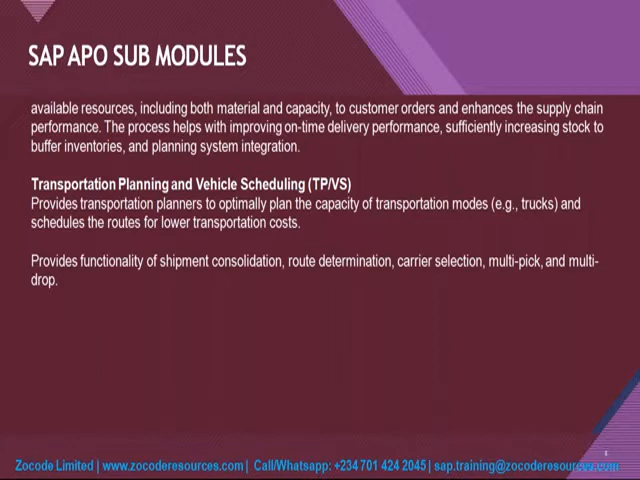 SAP APO SUB MODULES
available resources, including both material and capacity, to customer orders and enhances the supply chain
performance. The process helps with improving on-time delivery performance, sufficiently increasing stock to
buffer inventories, and planning system integration.
Transportation Planning and Vehicle Scheduling (TP/VS)
Provides transportation planners to optimally plan the capacity of transportation modes (e.g., trucks) and
schedules the routes for lower transportation costs.
Provides functionality of shipment consolidation, route determination, carrier selection, multi-pick, and multi-
drop.
Zocode Limited | www.zocoderesources.com | Call/Whatsapp: +234 701 424 2045 | sap.training@zocoderesources.com